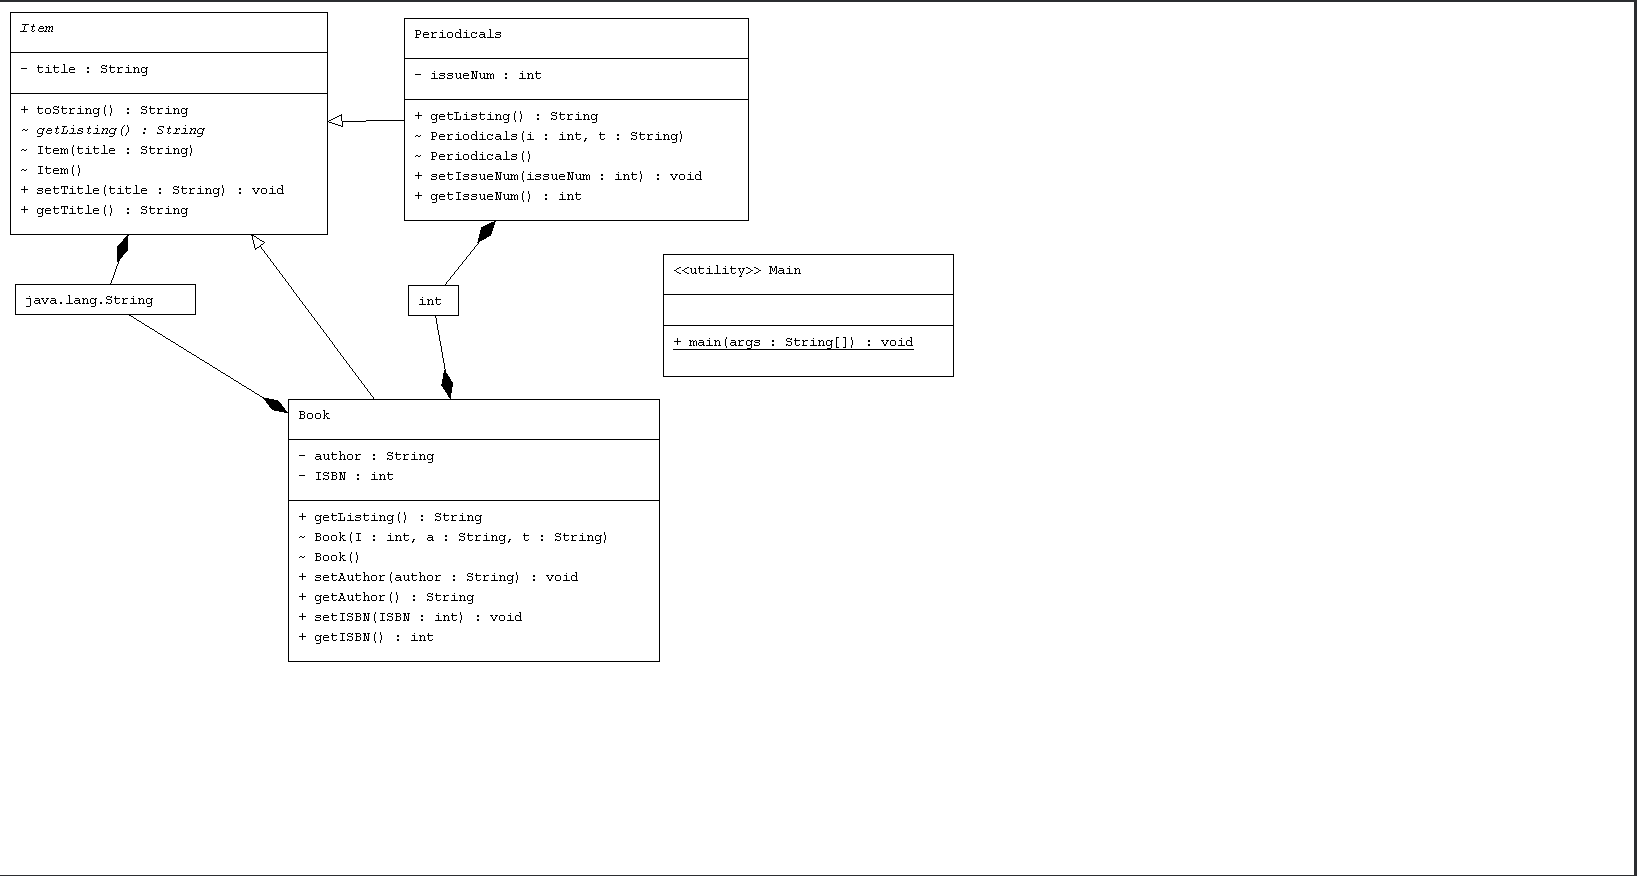 Item
- title : String
+ toString() : String
~ getListing() : String
~ Item(title : String)
~ Item()
+ setTitle(title : String) : void
+ getTitle() : String
Periodicals
- issueNum : int
+ getListing() : String
~ Periodicals(i : int, t : String)
~ Periodicals()
+ setIssueNum(issueNum : int) : void
+ getIssueNum() : int
java.lang.String
int
<<utility>> Main
+ main(args : String[]) : void
Book
- author : String
- ISBN : int
+ getListing() : String
~ Book(I : int, a : String, t : String)
~ Book()
+ setAuthor(author : String) : void
+ getAuthor() : String
+ setISBN(ISBN : int) : void
+ getISBN() : int